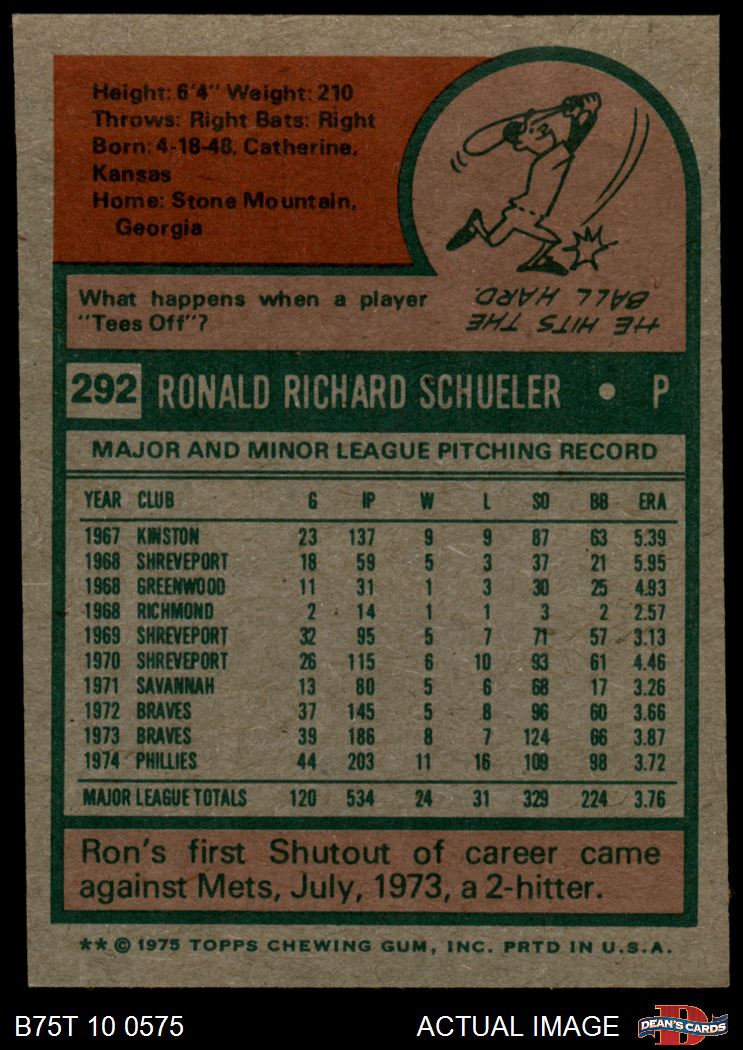 Height: 6'4" Weight: 210
Throws: Right Bats: Right
Born: 4-18-48, Catherine,
Kansas
Home: Stone Mountain,
Georgia
What happens when a player
"Tees Off"?
HE HITS THE
BALL HARD.
292 RONALD RICHARD SCHUELER • P
MAJOR AND MINOR LEAGUE PITCHING RECORD
YEAR CLUB G IP W L SO BB ERA
1967 KINSTON 23 137 9 9 87 63 5.39
1968 SHREVEPORT 18 59 5 3 37 21 5.95
1968 GREENWOOD 11 31 1 3 30 25 4.93
1968 RICHMOND 2 14 1 1 3 2 2.57
1969 SHREVEPORT 32 95 5 7 71 57 3.13
1970 SHREVEPORT 26 115 6 10 93 61 4.46
1971 SAVANNAH 13 80 5 6 68 17 3.26
1972 BRAVES 37 145 5 8 96 60 3.66
1973 BRAVES 39 186 8 7 124 66 3.87
1974 PHILLIES 44 203 11 16 109 98 3.72
MAJOR LEAGUE TOTALS 120 534 24 31 329 224 3.76
Ron's first Shutout of career came
against Mets, July, 1973, a 2-hitter.
** © 1975 TOPPS CHEWING GUM, INC. PRTD IN U.S.A.
B75T 10 0575 ACTUAL IMAGE D DEAN'S CARDS